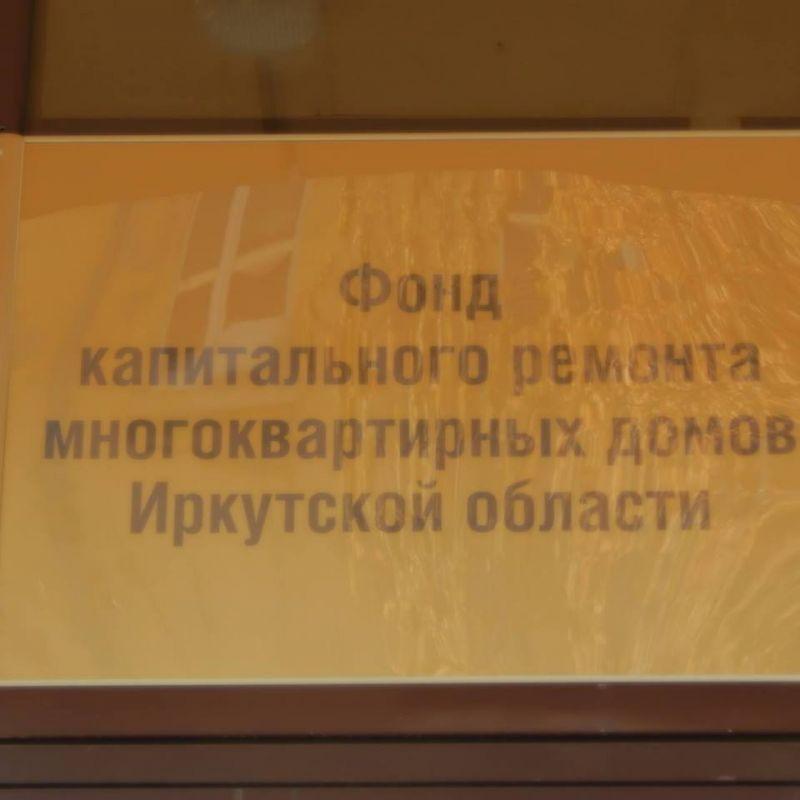 Фонд
капитального ремонта
многоквартирных домов
Иркутской области